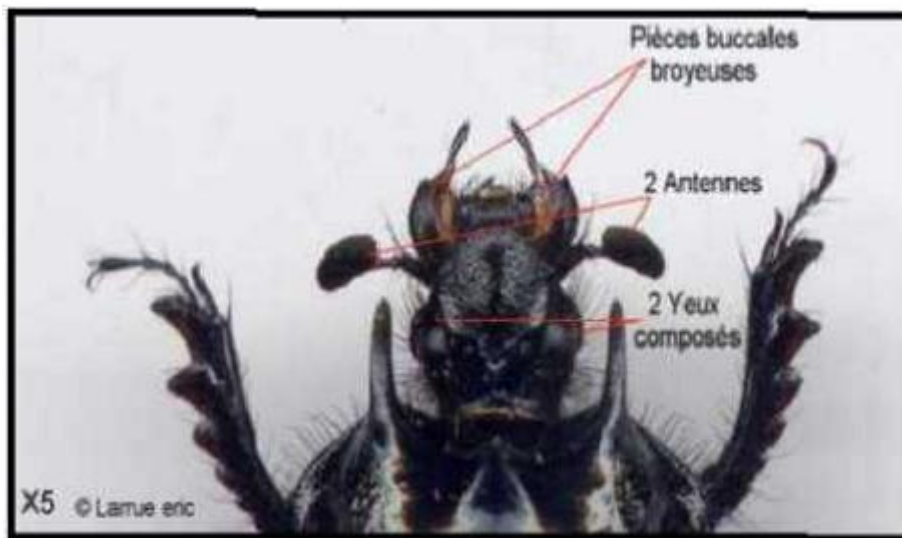 Pièces buccales
broyeuses
2 Antennes
2 Yeux
composés
X5 © Larrue eric